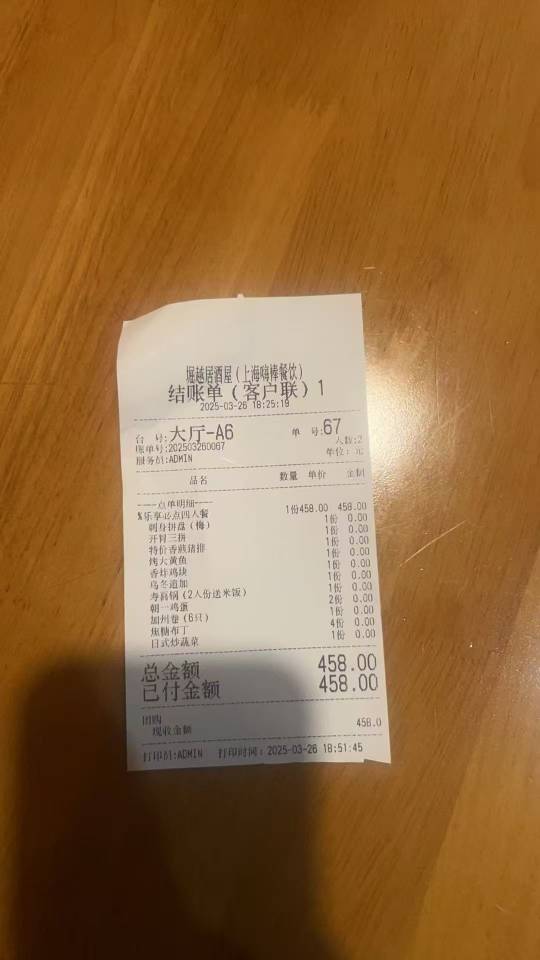 堀越居酒屋(上海嗨棒餐饮)
结账单(客户联)1
2025-03-26 18:25:19
台 号:大厅-A6 单 号:67
账单号:202503260067 人数:2
服务员:ADMIN 单位: 元
品名 数量 单价 金额
----点单明细----
%乐享必点四人餐 1份458.00 458.00
刺身拼盘(梅) 1份 0.00
开胃三拼 1份 0.00
特价香煎猪排 1份 0.00
烤大黄鱼 1份 0.00
香炸鸡块 1份 0.00
乌冬追加 1份 0.00
寿喜锅(2人份送米饭) 1份 0.00
朝一鸡蛋 2份 0.00
加州卷(6只) 1份 0.00
焦糖布丁 4份 0.00
日式炒蔬菜 1份 0.00
总金额 458.00
已付金额 458.00
团购
现收金额 458.0
打印员:ADMIN 打印时间:2025-03-26 18:51:45